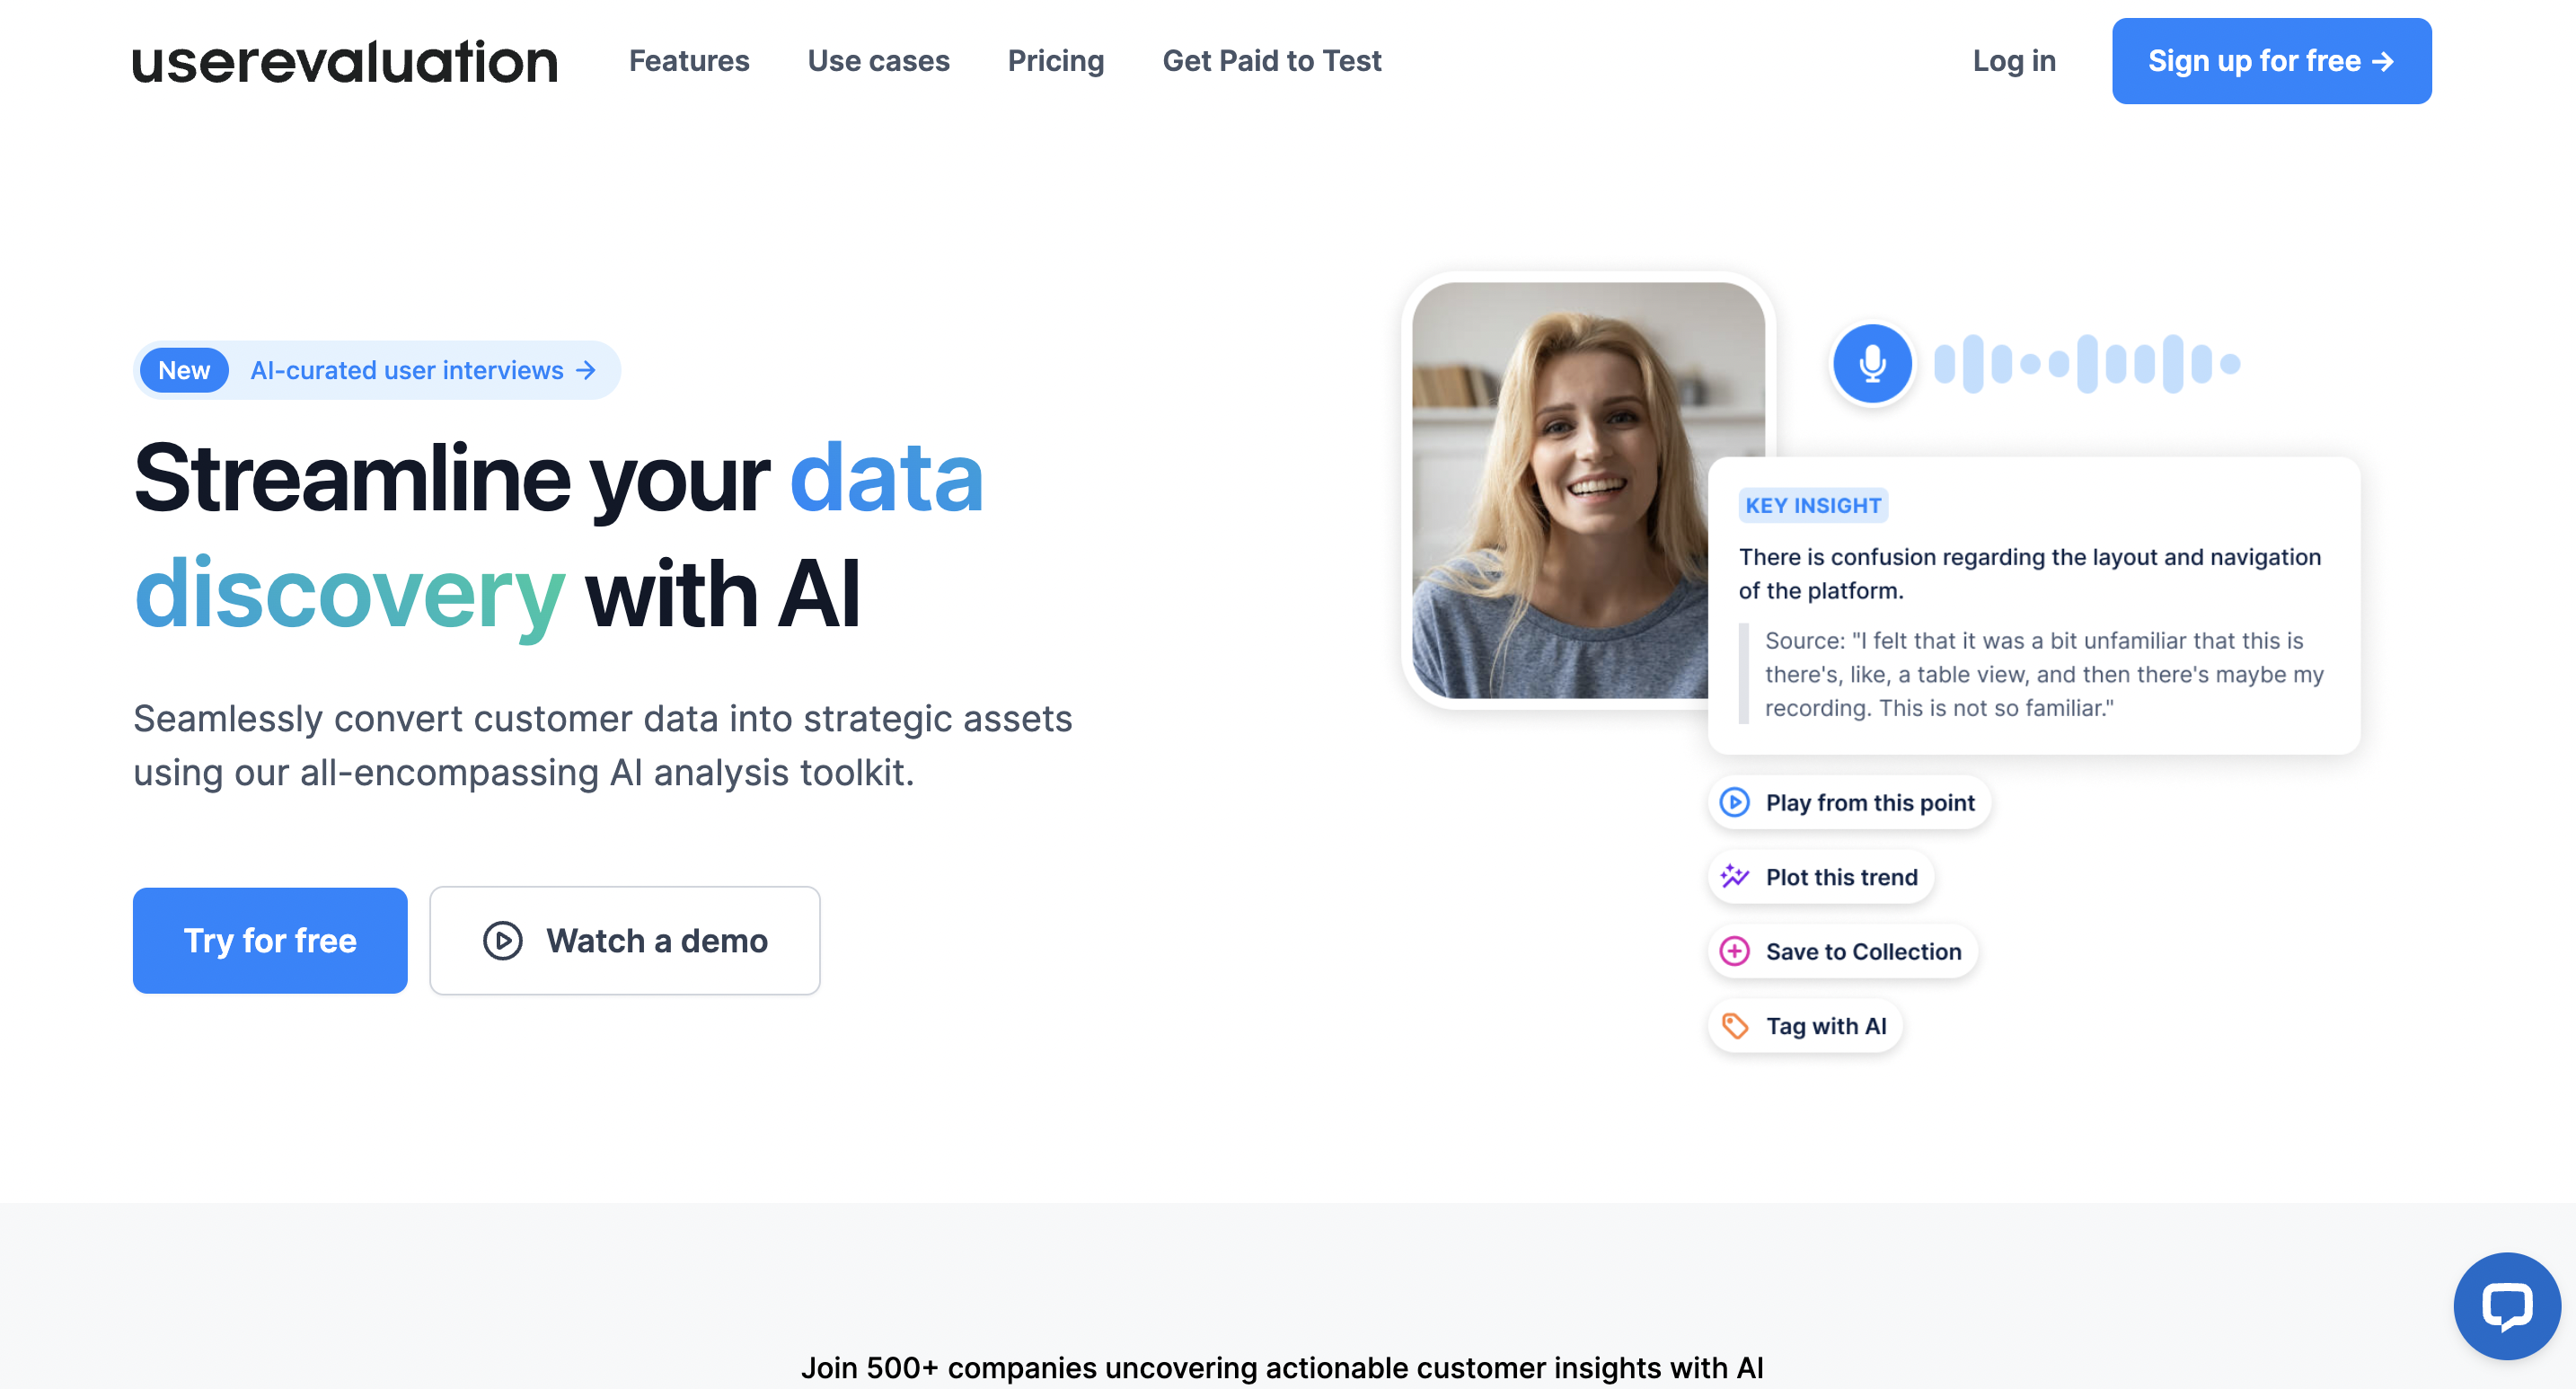 userevaluation
Features
Use cases
Pricing
Get Paid to Test
Log in
Sign up for free →
New
AI-curated user interviews →
Streamline your data
discovery with AI
Seamlessly convert customer data into strategic assets
using our all-encompassing AI analysis toolkit.
Try for free
Watch a demo
KEY INSIGHT
There is confusion regarding the layout and navigation
of the platform.
Source: "I felt that it was a bit unfamiliar that this is
there's, like, a table view, and then there's maybe my
recording. This is not so familiar."
Play from this point
Plot this trend
Save to Collection
Tag with AI
Join 500+ companies uncovering actionable customer insights with AI